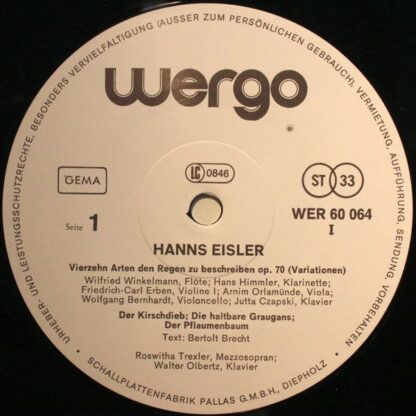 URHEBER- UND LEISTUNGSSCHUTZRECHTE. BESONDERS VERVIELFÄLTIGUNG (AUSSER ZUM PERSÖNLICHEN GEBRAUCH), VERMIETUNG. AUFFÜHRUNG. SENDUNG VORBEHALTEN
wergo
GEMA
LC 0846
ST 33
Seite 1
WER 60 064
I
HANNS EISLER
Vierzehn Arten den Regen zu beschreiben op. 70 (Variationen)
Wilfried Winkelmann, Flöte; Hans Himmler, Klarinette;
Friedrich-Carl Erben, Violine I; Arnim Orlamünde, Viola;
Wolfgang Bernhardt, Violoncello; Jutta Czapski, Klavier
Der Kirschdieb; Die haltbare Graugans;
Der Pflaumenbaum
Text: Bertolt Brecht
Roswitha Trexler, Mezzosopran;
Walter Olbertz, Klavier
• SCHALLPLATTENFABRIK PALLAS G.M.B.H., DIEPHOLZ •